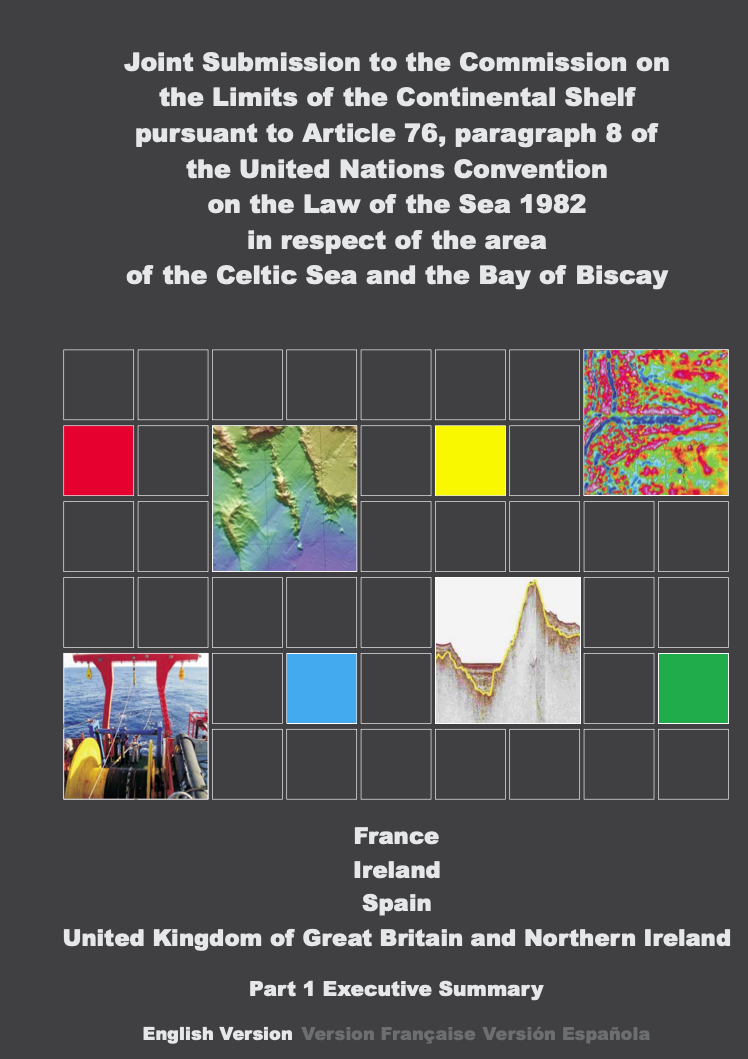 Joint Submission to the Commission on
the Limits of the Continental Shelf
pursuant to Article 76, paragraph 8 of
the United Nations Convention
on the Law of the Sea 1982
in respect of the area
of the Celtic Sea and the Bay of Biscay
France
Ireland
Spain
United Kingdom of Great Britain and Northern Ireland
Part 1 Executive Summary
English Version Version Française Versión Española